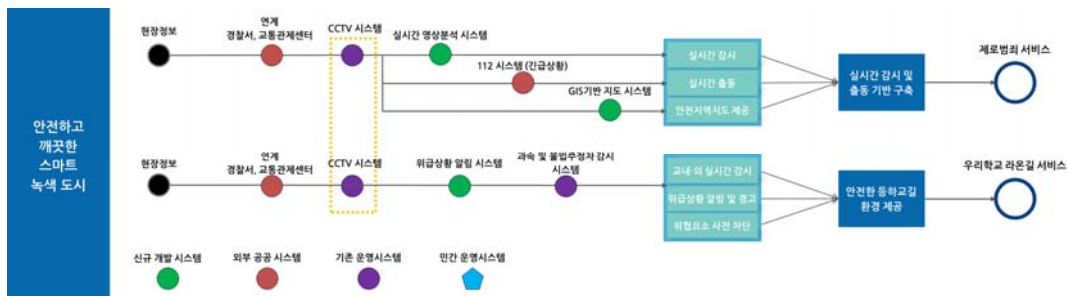 안전하고
깨끗한
스마트
녹색 도시
현장정보
연계
경찰서, 교통관제센터
CCTV 시스템
실시간 영상분석 시스템
112 시스템 (긴급상황)
GIS기반 지도 시스템
실시간 감시
실시간 출동
안전지역지도 제공
실시간 감시 및
출동 기반 구축
제로범죄 서비스
현장정보
연계
경찰서, 교통관제센터
CCTV 시스템
위급상황 알림 시스템
과속 및 불법주정차 감시
시스템
교내·외 실시간 감시
위급상황 알림 및 경고
위험요소 사전 차단
안전한 등하교길
환경 제공
우리학교 라온길 서비스
신규 개발 시스템
외부 공공 시스템
기존 운영시스템
민간 운영시스템